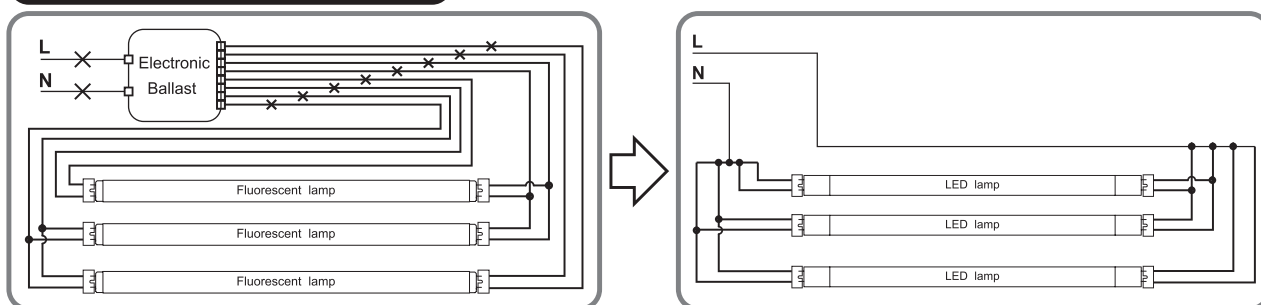 L
N
Electronic
Ballast
Fluorescent lamp
Fluorescent lamp
Fluorescent lamp
L
N
LED lamp
LED lamp
LED lamp